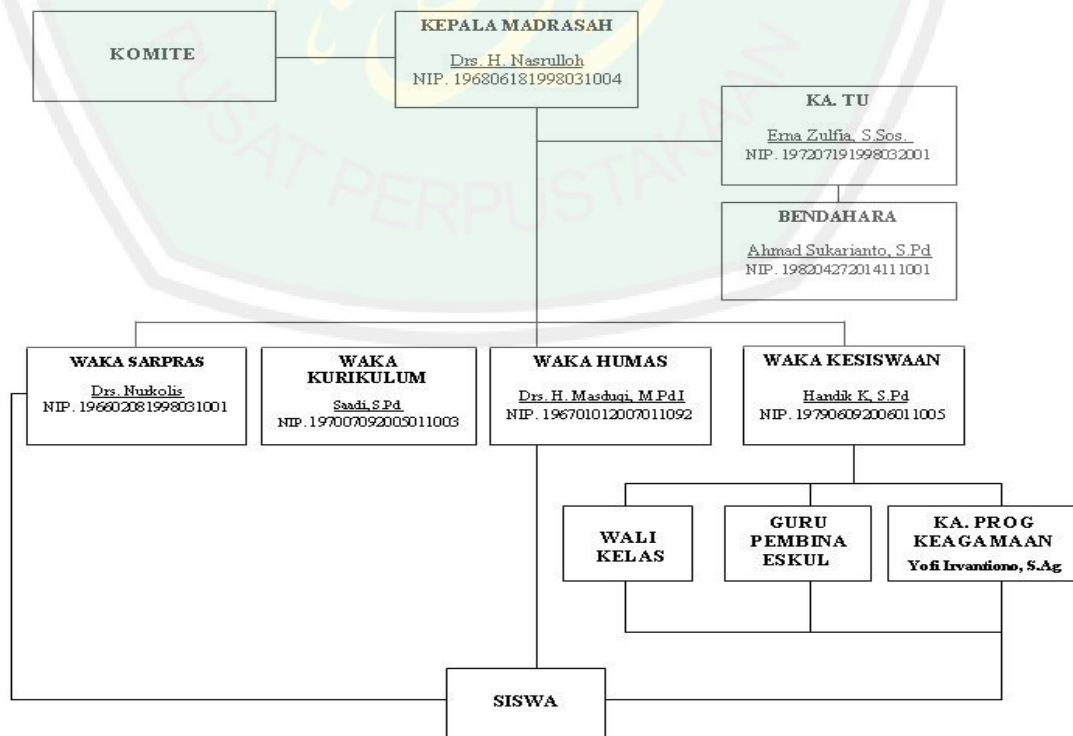 KOMITE
KEPALA MADRASAH
Drs. H. Nasrulloh
NIP. 196806181998031004
KA. TU
Erna Zulfia, S.Sos.
NIP. 197207191998032001
BENDAHARA
Ahmad Sukarianto, S.Pd
NIP. 198204272014111001
PUSAT PERPUSTAKAAN
WAKA SARPRAS
Drs. Nurkolis
NIP. 196602081998031001
WAKA
KURIKULUM
Saadi, S.Pd
NIP. 197007092005011003
WAKA HUMAS
Drs. H. Masduqi, M.Pd.I
NIP. 196701012007011092
WAKA KESISWAAN
Handik K, S.Pd
NIP. 197906092006011005
WALI
KELAS
GURU
PEMBINA
ESKUL
KA. PROG
KEAGAMAAN
Yofi Irvantiono, S.Ag
SISWA